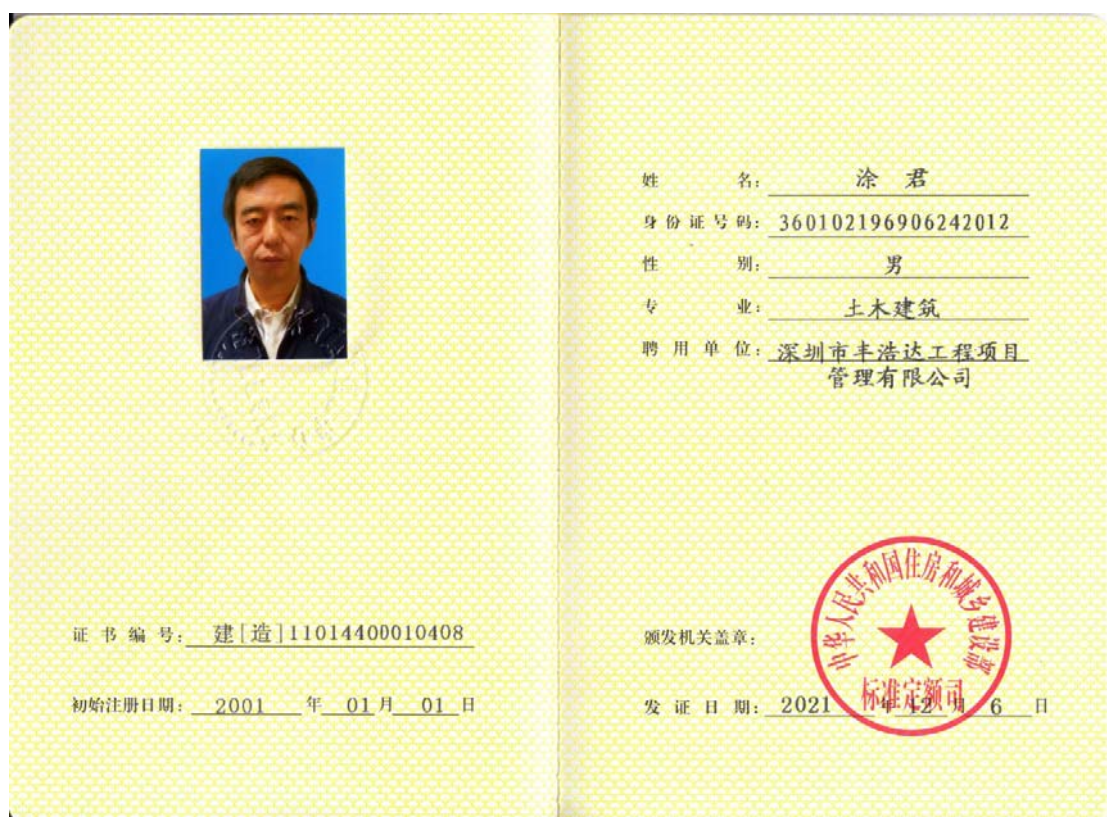 证书编号: 建[造]11014400010408
初始注册日期: 2001 年 01 月 01 日
姓名: 涂君
身份证号码: 360102196906242012
性别: 男
专业: 土木建筑
聘用单位: 深圳市丰浩达工程项目
管理有限公司
中华人民共和国住房和城乡建设部
标准定额司
颁发机关盖章:
发证日期: 2021 年 12 月 6 日